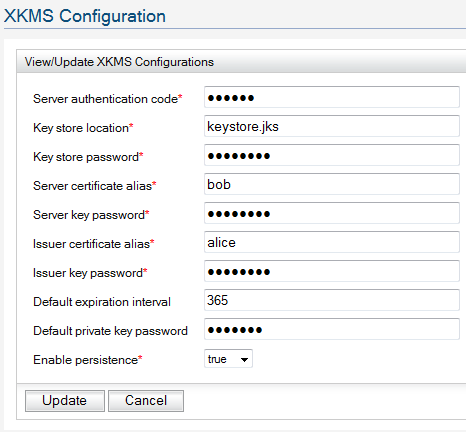 XKMS Configuration
View/Update XKMS Configurations
Server authentication code* ●●●●●●
Key store location* keystore.jks
Key store password* ●●●●●●●●
Server certificate alias* bob
Server key password* ●●●●●●●●
Issuer certificate alias* alice
Issuer key password* ●●●●●●●●
Default expiration interval 365
Default private key password ●●●●●●●
Enable persistence* true
Update Cancel